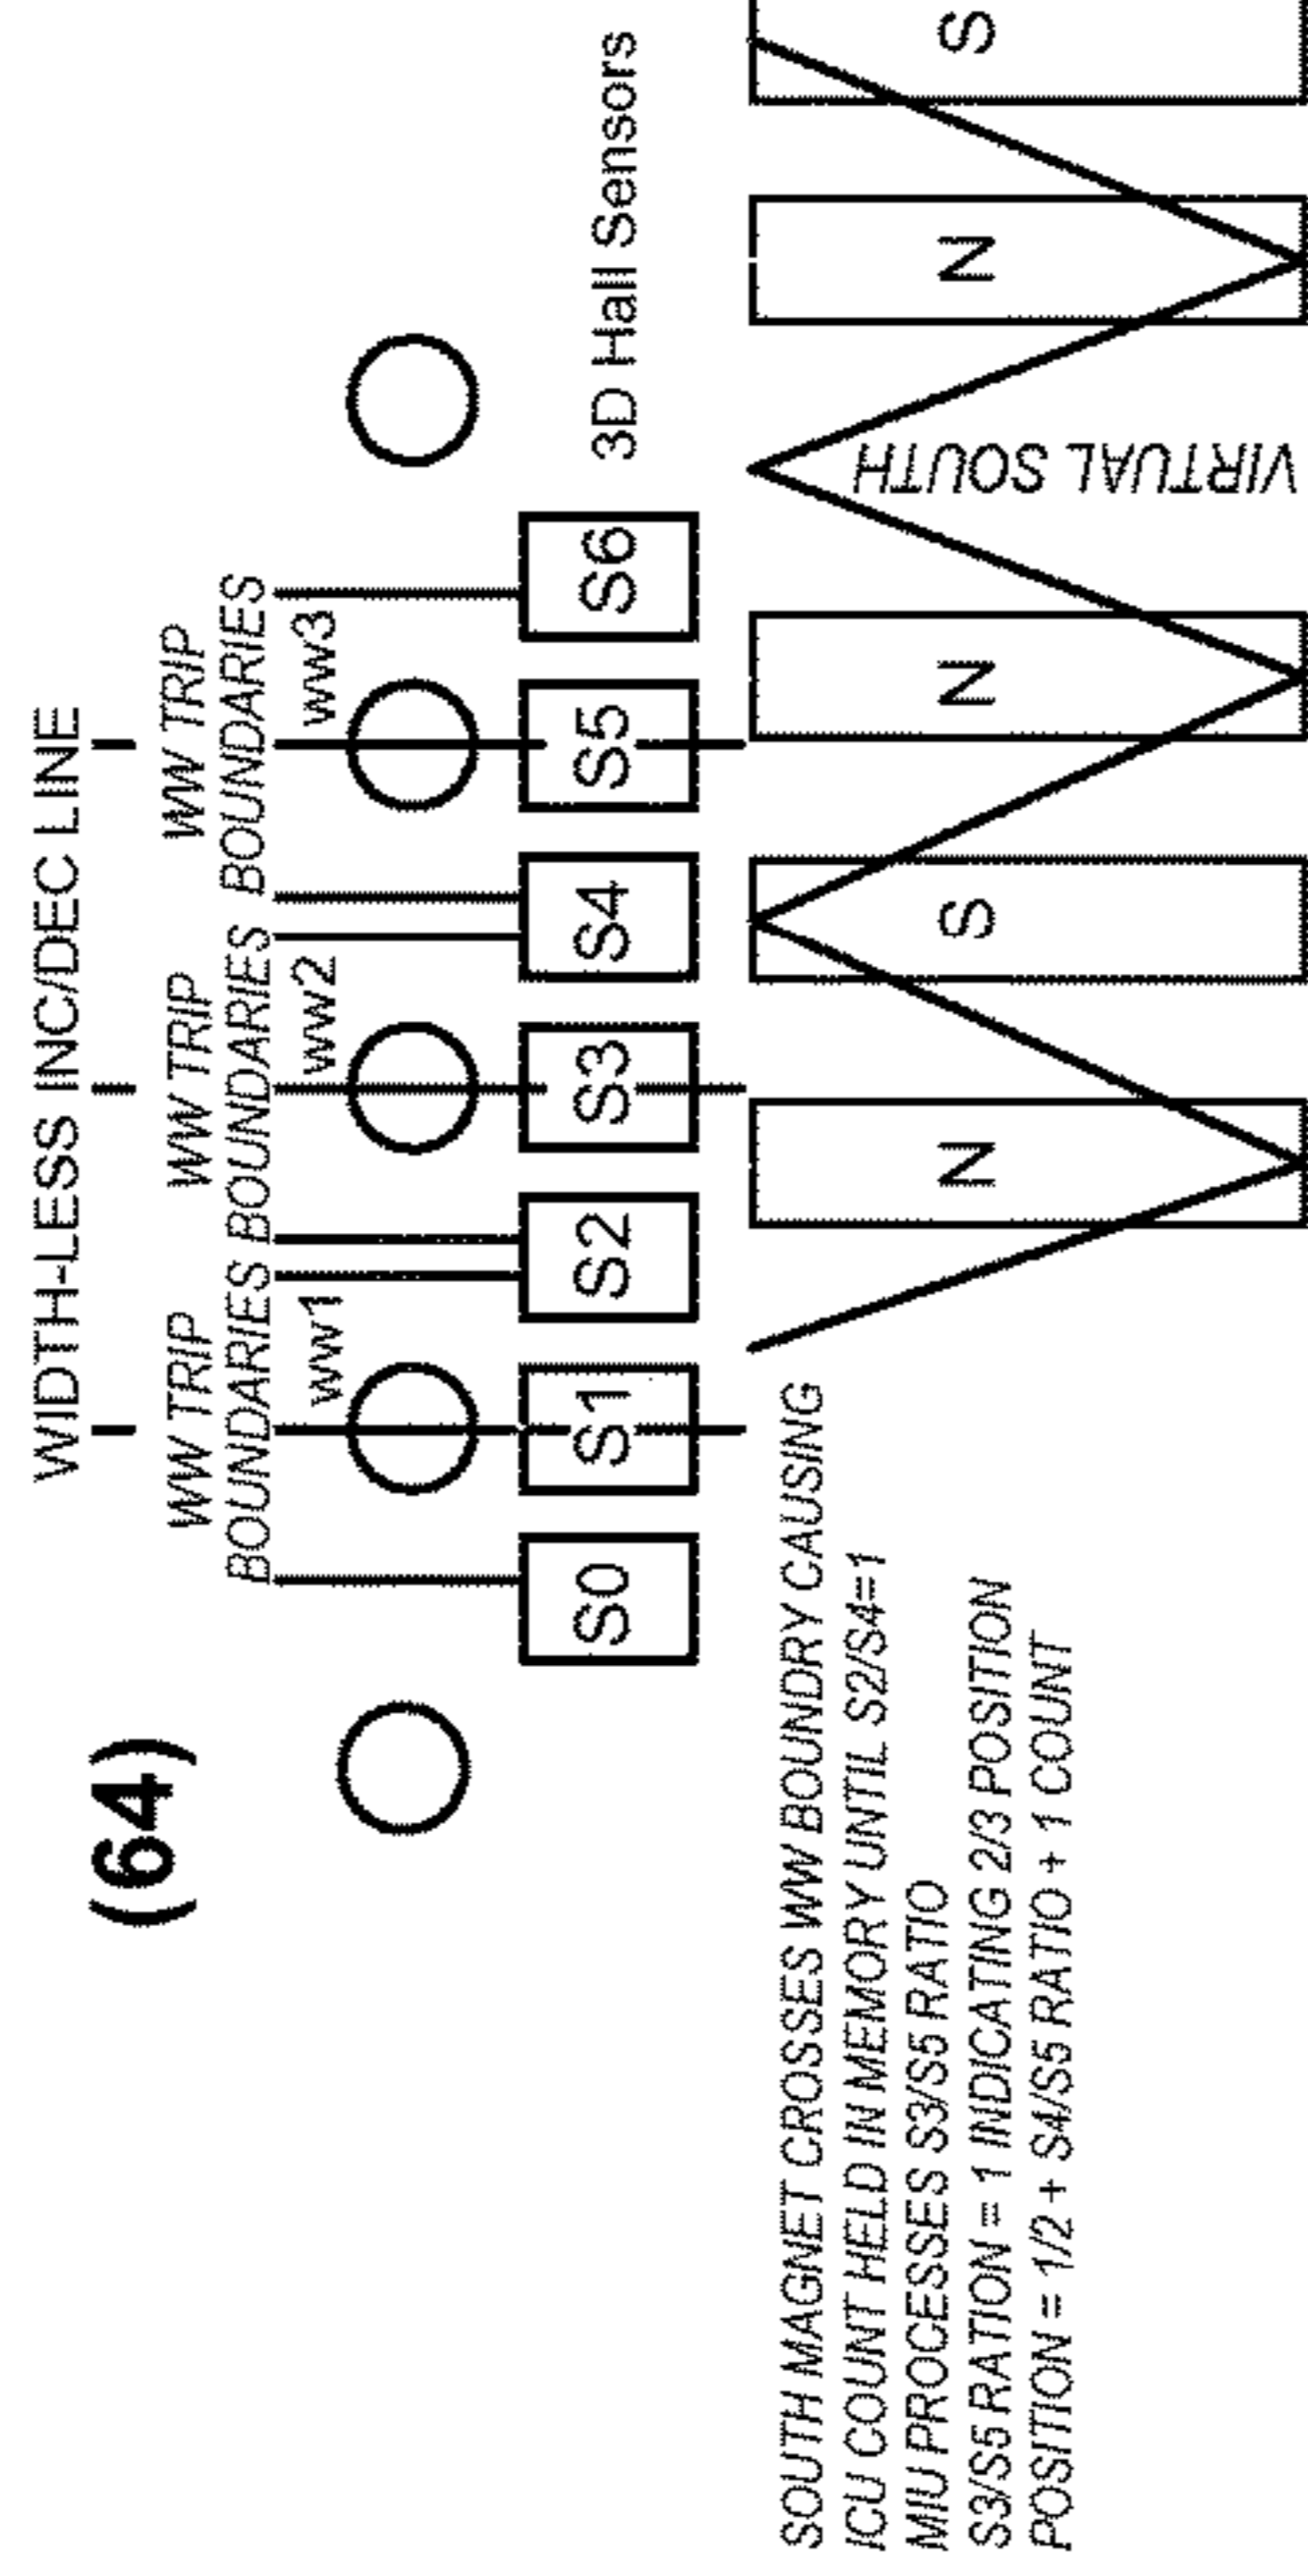 (64)
WIDTH-LESS INC/DEC LINE
WW TRIP
BOUNDARIES
WW TRIP
BOUNDARIES
WW TRIP
BOUNDARIES
ww1
ww2
ww3
S0
S1
S2
S3
S4
S5
S6
3D Hall Sensors
SOUTH MAGNET CROSSES WW BOUNDRY CAUSING
ICU COUNT HELD IN MEMORY UNTIL S2/S4=1
MIU PROCESSES S3/S5 RATIO
S3/S5 RATION = 1 INDICATING 2/3 POSITION
POSITION = 1/2 + S4/S5 RATIO + 1 COUNT
N
S
N
VIRTUAL SOUTH
N
S